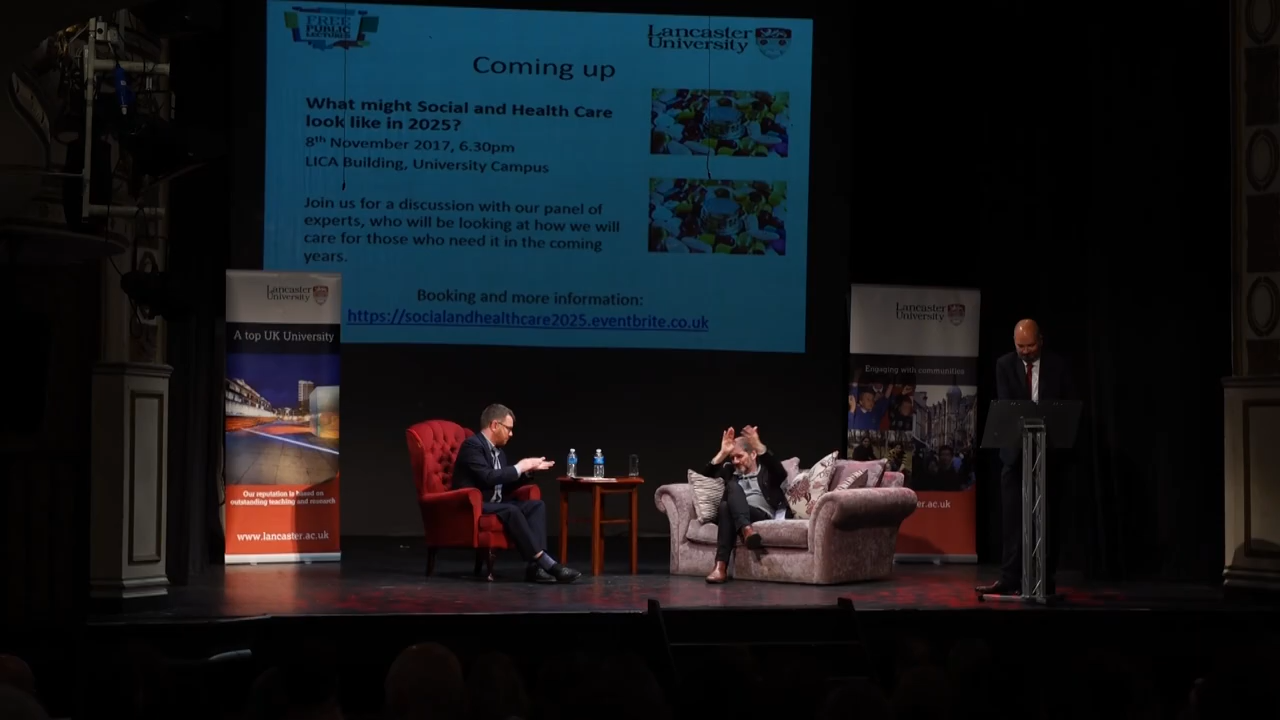 FREE
PUBLIC
LECTURES
Lancaster
University
Coming up
What might Social and Health Care
look like in 2025?
8th November 2017, 6.30pm
LICA Building, University Campus
Join us for a discussion with our panel of
experts, who will be looking at how we will
care for those who need it in the coming
years.
Booking and more information:
https://socialandhealthcare2025.eventbrite.co.uk
Lancaster
University
A top UK University
Our reputation is based on
outstanding teaching and research
www.lancaster.ac.uk
Lancaster
University
Engaging with communities
er.ac.uk